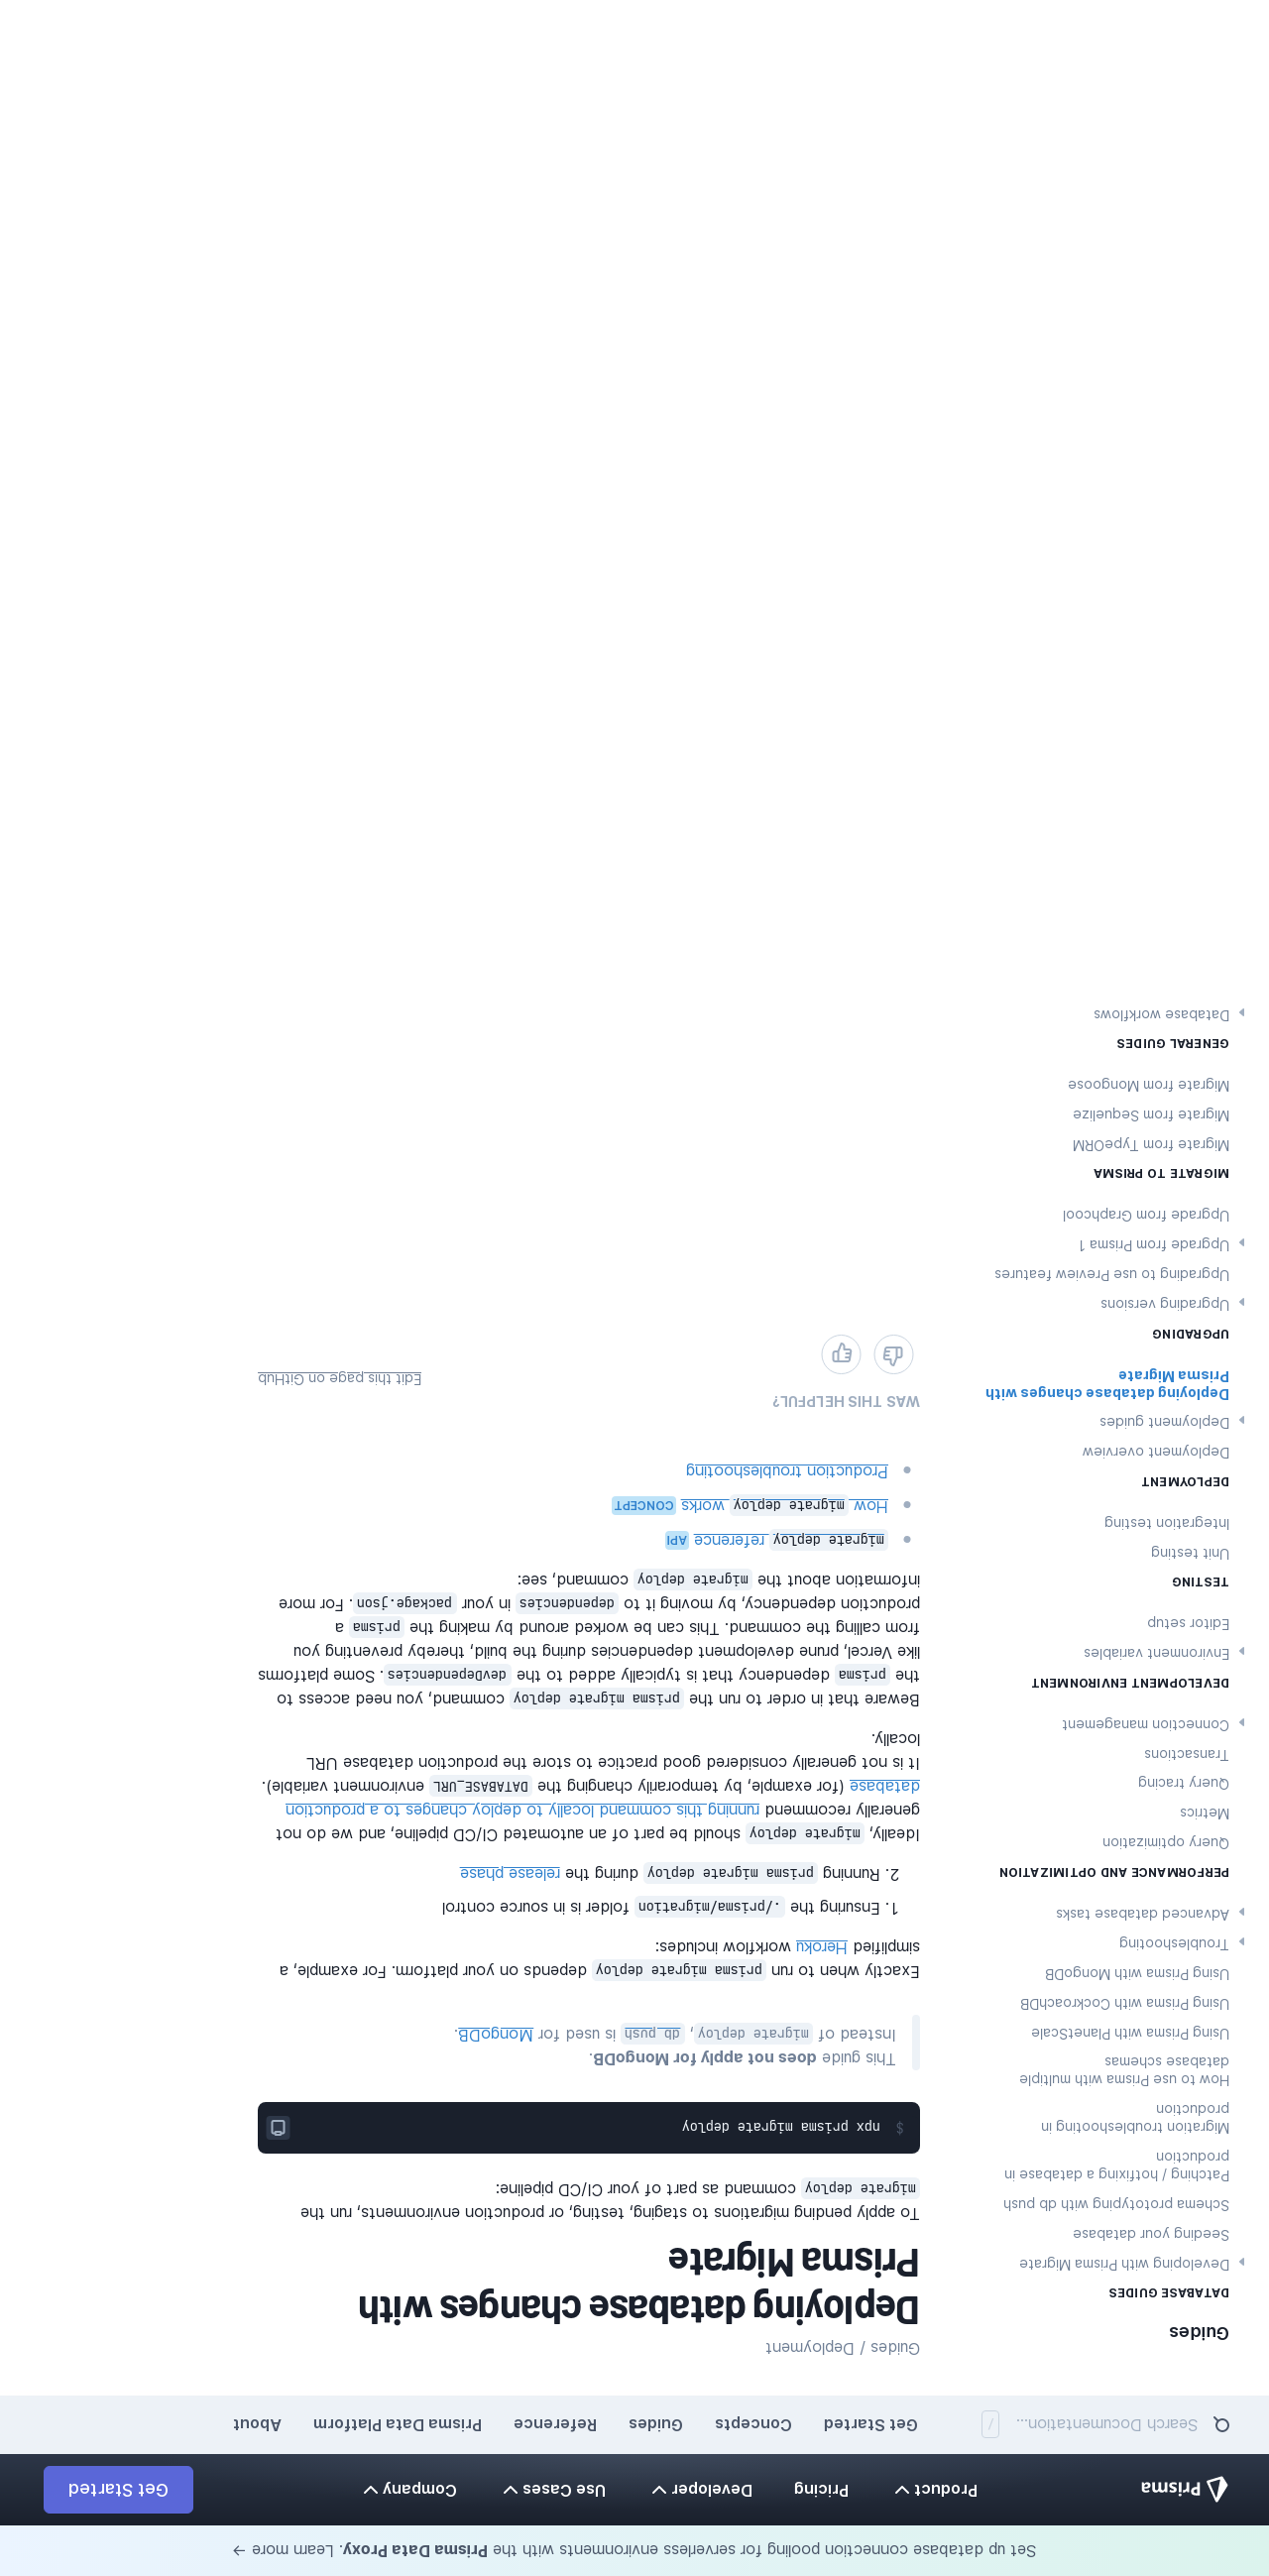 Set up database connection pooling for serverless environments with the Prisma Data Proxy. Learn more →
Prisma
Product
Pricing
Developer
Use Cases
Company
Get Started
Search Documentation...
/
Get Started
Concepts
Guides
Reference
Prisma Data Platform
About
Guides
DATABASE GUIDES
Developing with Prisma Migrate
Seeding your database
Schema prototyping with db push
Patching / hotfixing a database in
production
Migration troubleshooting in
production
How to use Prisma with multiple
database schemas
Using Prisma with PlanetScale
Using Prisma with CockroachDB
Using Prisma with MongoDB
Troubleshooting
Advanced database tasks
PERFORMANCE AND OPTIMIZATION
Query optimization
Metrics
Query tracing
Transactions
Connection management
DEVELOPMENT ENVIRONMENT
Environment variables
Editor setup
TESTING
Unit testing
Integration testing
DEPLOYMENT
Deployment overview
Deployment guides
Deploying database changes with
Prisma Migrate
UPGRADING
Upgrading versions
Upgrading to use Preview features
Upgrade from Prisma 1
Upgrade from Graphcool
MIGRATE TO PRISMA
Migrate from TypeORM
Migrate from Sequelize
Migrate from Mongoose
GENERAL GUIDES
Database workflows
Guides / Deployment
Deploying database changes with
Prisma Migrate
To apply pending migrations to staging, testing, or production environments, run the
migrate deploy command as part of your CI/CD pipeline:
$ npx prisma migrate deploy
This guide does not apply for MongoDB.
Instead of migrate deploy, db push is used for MongoDB.
Exactly when to run prisma migrate deploy depends on your platform. For example, a
simplified Heroku workflow includes:
1. Ensuring the ./prisma/migration folder is in source control
2. Running prisma migrate deploy during the release phase
Ideally, migrate deploy should be part of an automated CI/CD pipeline, and we do not
generally recommend running this command locally to deploy changes to a production
database (for example, by temporarily changing the DATABASE_URL environment variable).
It is not generally considered good practice to store the production database URL
locally.
Beware that in order to run the prisma migrate deploy command, you need access to
the prisma dependency that is typically added to the devDependencies. Some platforms
like Vercel, prune development dependencies during the build, thereby preventing you
from calling the command. This can be worked around by making the prisma a
production dependency, by moving it to dependencies in your package.json. For more
information about the migrate deploy command, see:
migrate deploy reference API
How migrate deploy works CONCEPT
Production troubleshooting
WAS THIS HELPFUL?
Edit this page on GitHub